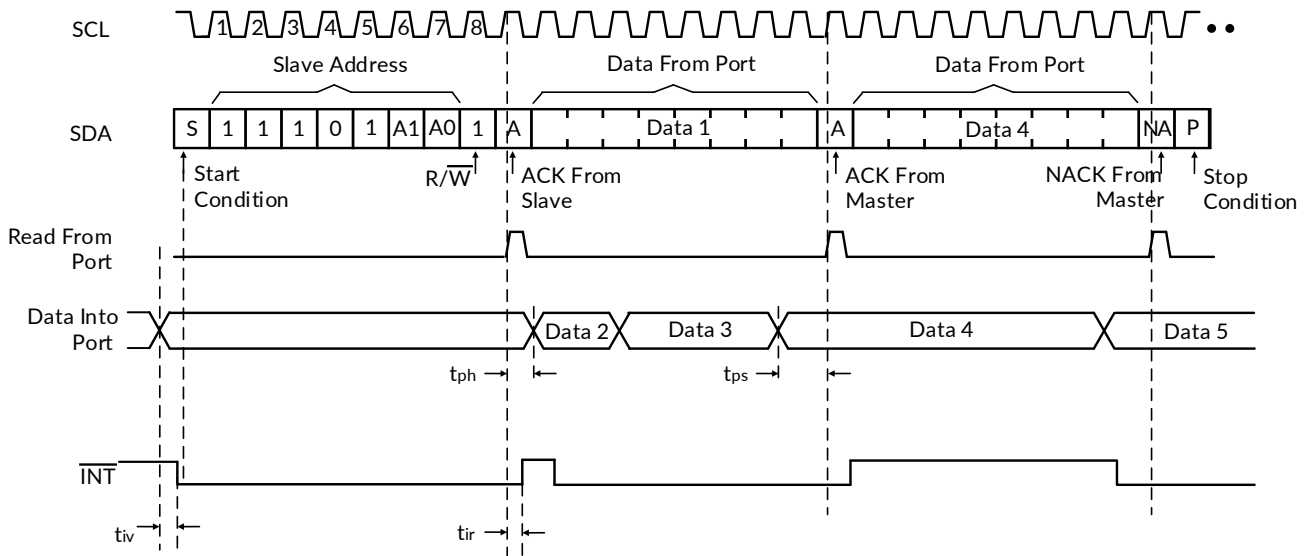 SCL 1 2 3 4 5 6 7 8
Slave Address Data From Port Data From Port
SDA S 1 1 1 0 1 A1 A0 1 A Data 1 A Data 4 NA P
Start
Condition
R/W
ACK From
Slave
ACK From
Master
NACK From
Master
Stop
Condition
Read From
Port
Data Into
Port
Data 2 Data 3 Data 4 Data 5
tph tps
INT
tiv tir